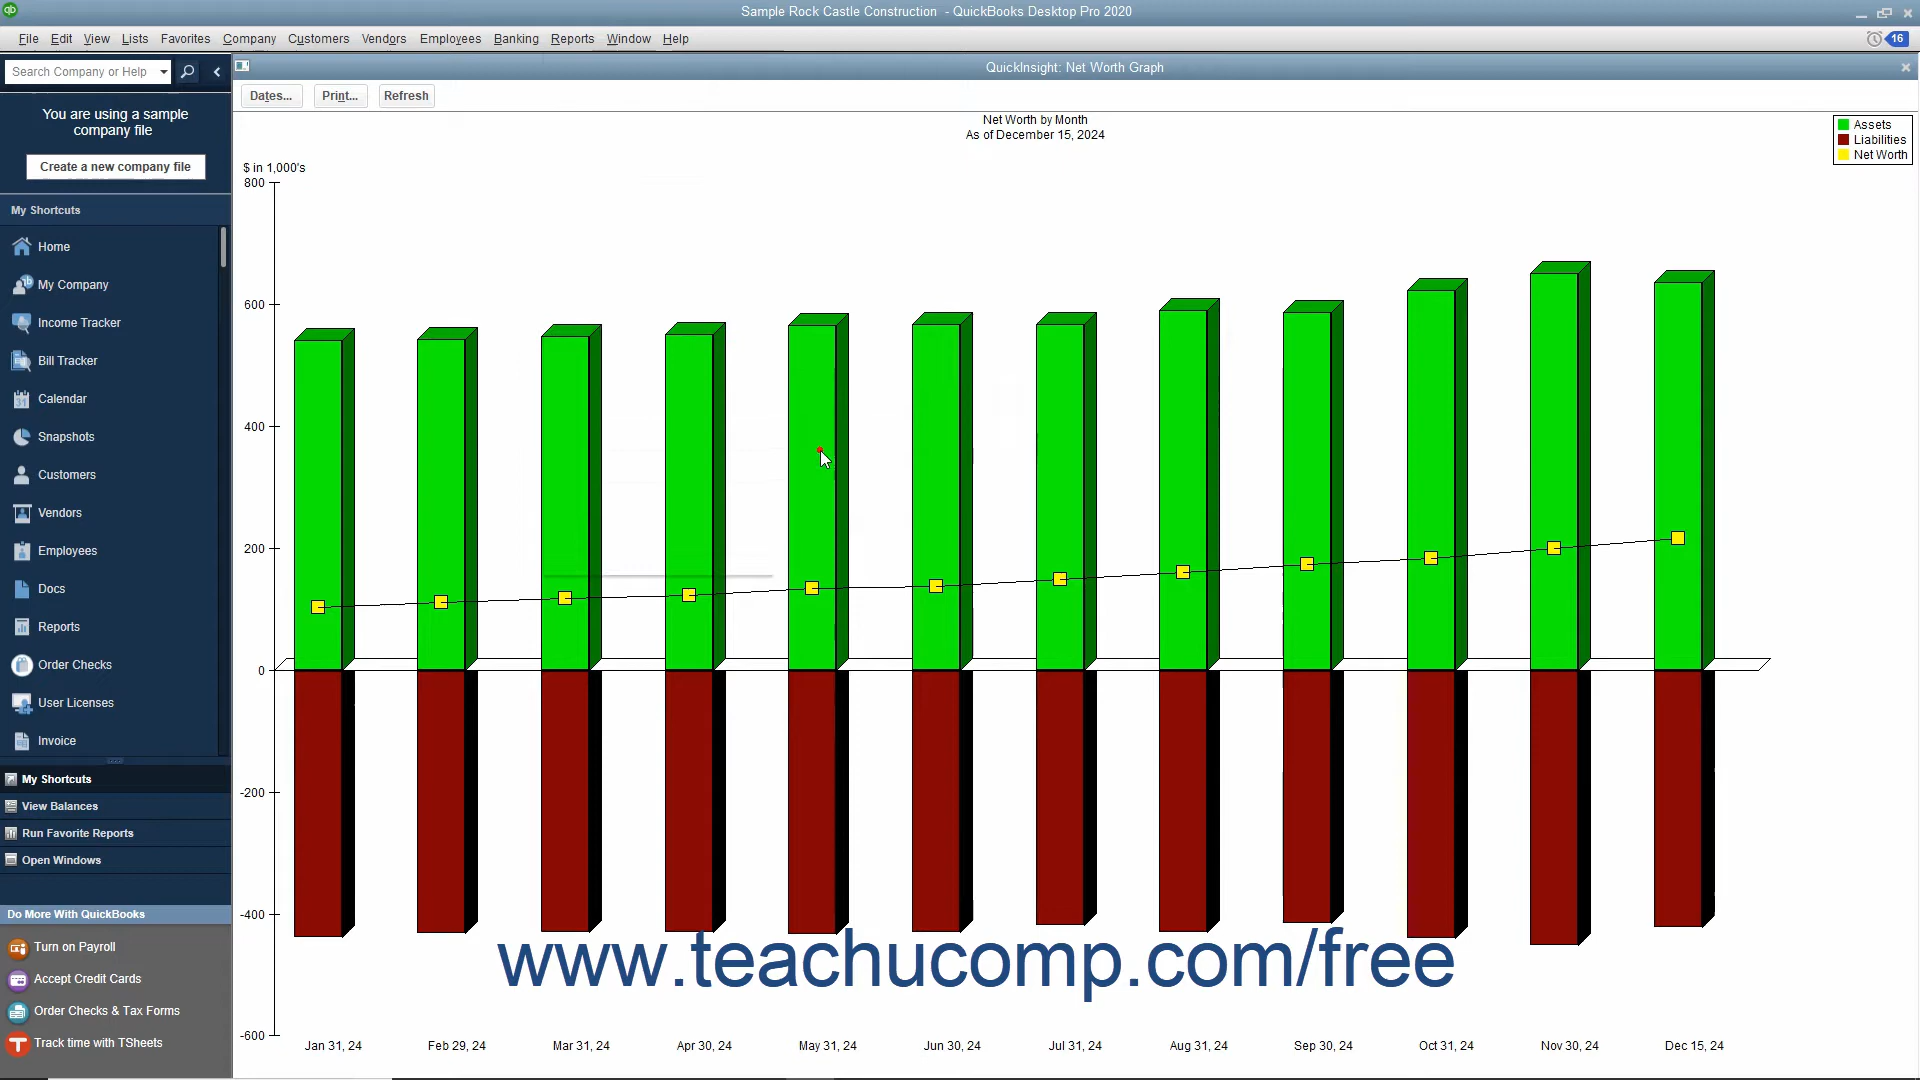 Sample Rock Castle Construction - QuickBooks Desktop Pro 2020
File Edit View Lists Favorites Company Customers Vendors Employees Banking Reports Window Help
16
Search Company or Help
QuickInsight: Net Worth Graph
Dates... Print... Refresh
You are using a sample
company file
Create a new company file
My Shortcuts
Home
My Company
Income Tracker
Bill Tracker
Calendar
Snapshots
Customers
Vendors
Employees
Docs
Reports
Order Checks
User Licenses
Invoice
My Shortcuts
View Balances
Run Favorite Reports
Open Windows
Do More With QuickBooks
Turn on Payroll
Accept Credit Cards
Order Checks & Tax Forms
Track time with TSheets
Net Worth by Month
As of December 15, 2024
Assets
Liabilities
Net Worth
$ in 1,000's
800
600
400
200
0
-200
-400
-600
Jan 31, 24 Feb 29, 24 Mar 31, 24 Apr 30, 24 May 31, 24 Jun 30, 24 Jul 31, 24 Aug 31, 24 Sep 30, 24 Oct 31, 24 Nov 30, 24 Dec 15, 24
www.teachucomp.com/free